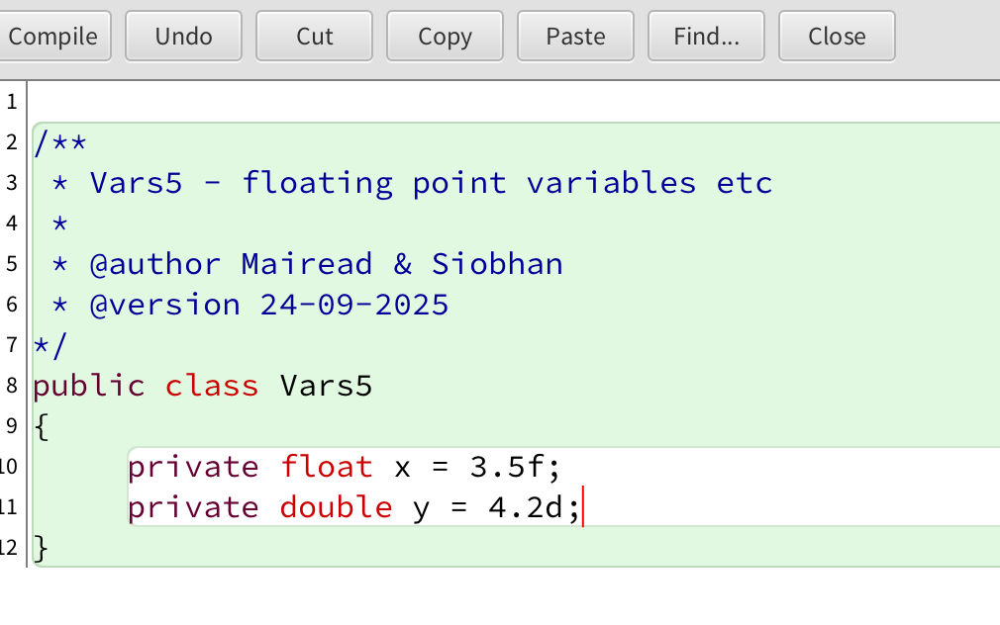 Compile Undo Cut Copy Paste Find... Close
1
2 /**
3  * Vars5 - floating point variables etc
4  *
5  * @author Mairead & Siobhan
6  * @version 24-09-2025
7 */
8 public class Vars5
9 {
10      private float x = 3.5f;
11      private double y = 4.2d;
12 }